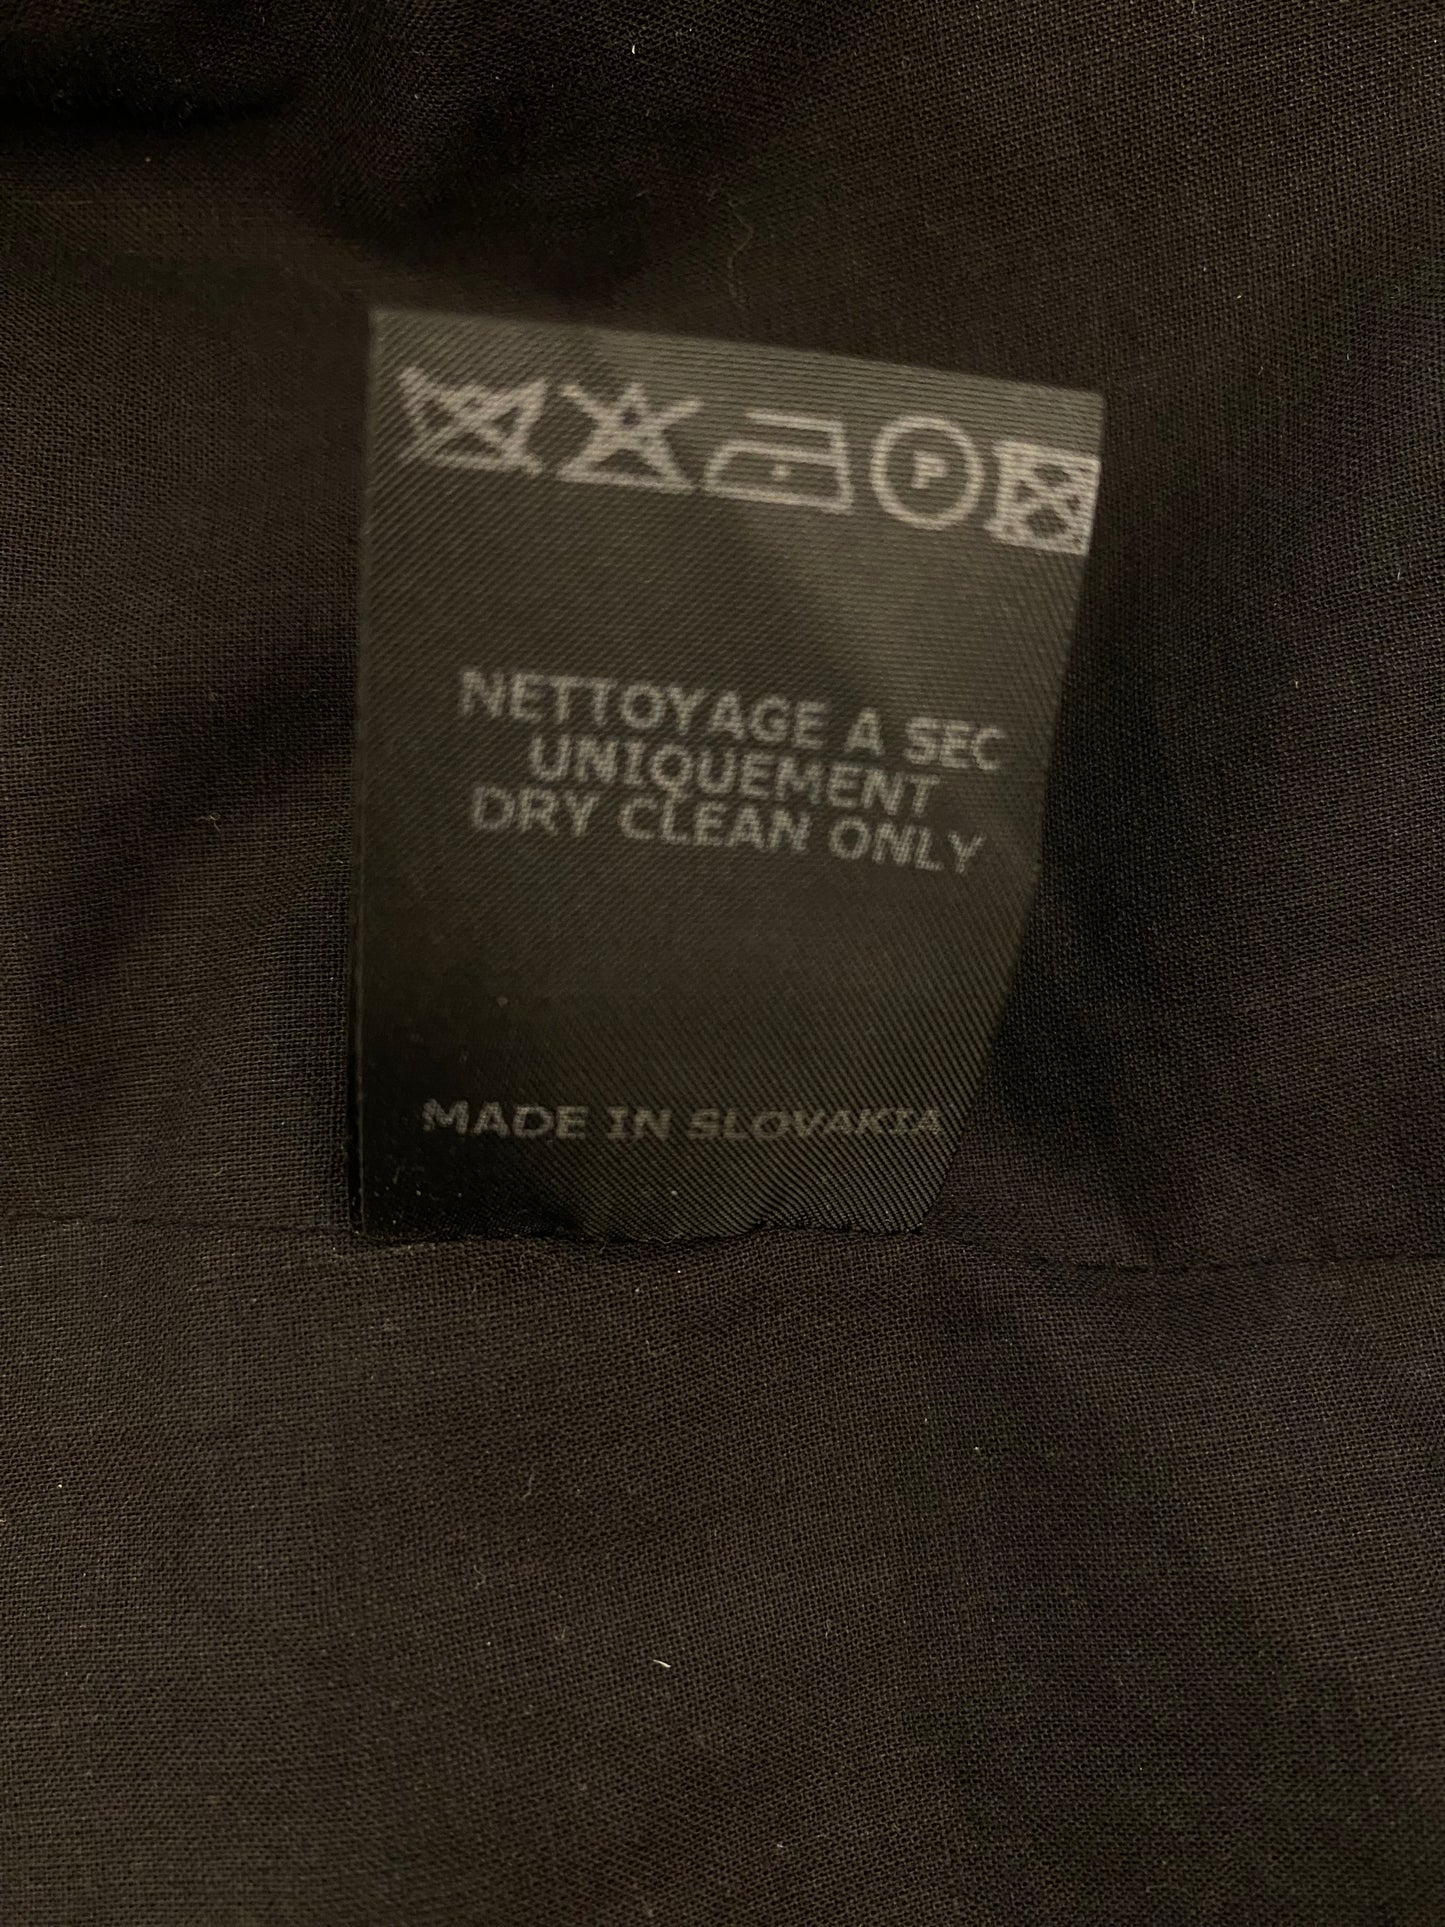 P
NETTOYAGE A SEC
UNIQUEMENT
DRY CLEAN ONLY
MADE IN SLOVAKIA